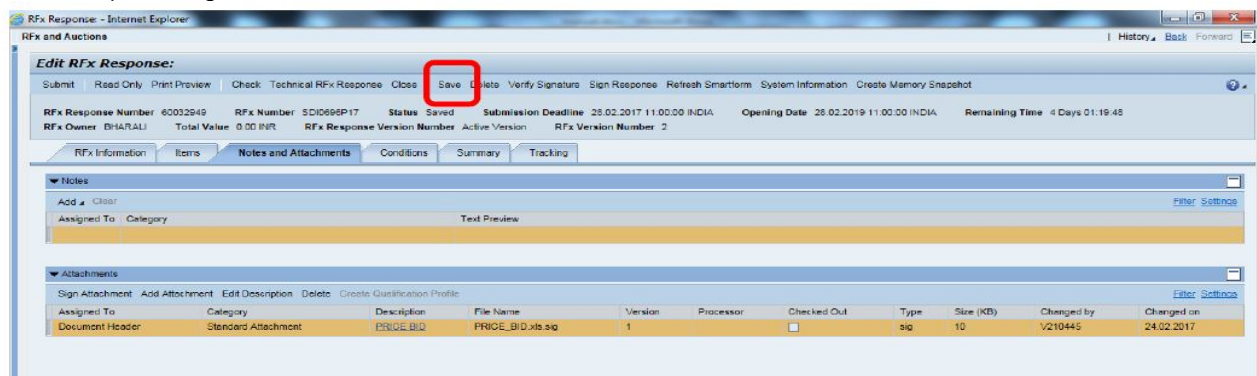 RFx Response: - Internet Explorer
RFx and Auctions | History Back Forward
Edit RFx Response:
Submit | Read Only Print Preview | Check Technical RFx Response Close | Save Delete Verify Signature Sign Response Refresh Smartform System Information Create Memory Snapshot
RFx Response Number 60032949 RFx Number SDID696P17 Status Saved Submission Deadline 28.02.2017 11:00:00 INDIA Opening Date 28.02.2019 11:00:00 INDIA Remaining Time 4 Days 01:19:48
RFx Owner BHARALI Total Value 0.00 INR RFx Response Version Number Active Version RFx Version Number 2
RFx Information Items Notes and Attachments Conditions Summary Tracking
Notes
Add Clear Filter Settings
Assigned To Category Text Preview
Attachments
Sign Attachment Add Attachment Edit Description Delete Create Qualification Profile Filter Settings
Assigned To Category Description File Name Version Processor Checked Out Type Size (KB) Changed by Changed on
Document Header Standard Attachment PRICE BID PRICE_BID.xls.sig 1 sig 10 V210445 24.02.2017